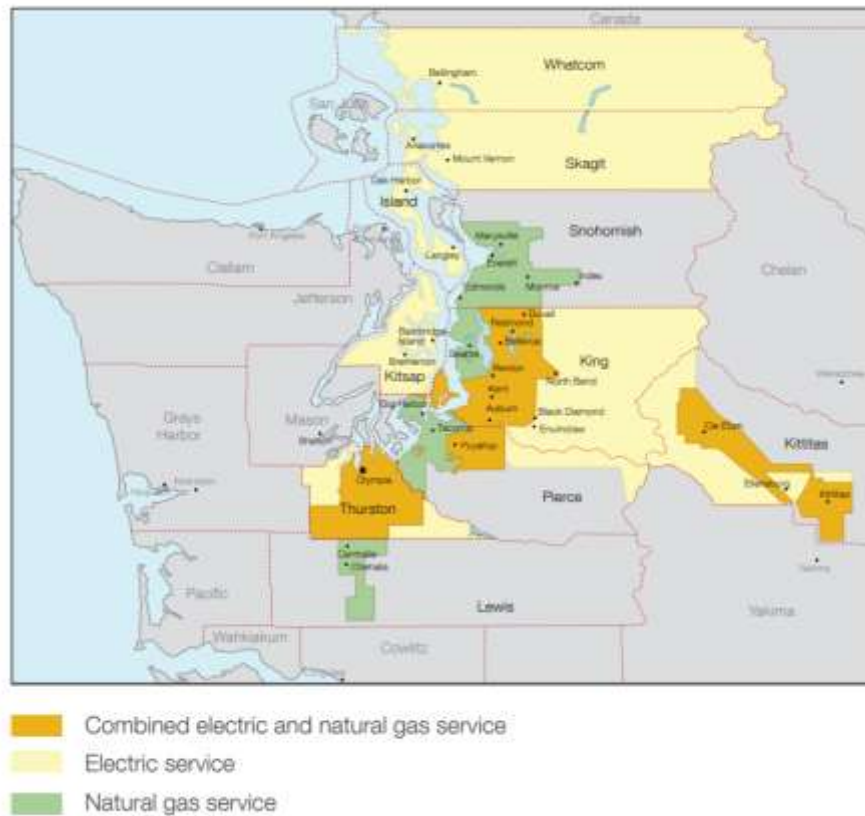 Canada
Whatcom
Bellingham
San Juan
Anacortes
Mount Vernon
Skagit
Oak Harbor
Island
Snohomish
Marysville
Port Angeles
Everett
Langley
Chelan
Clallam
Monroe
Index
Edmonds
Jefferson
Duvall
Redmond
Bainbridge
Island
Bellevue
Seattle
King
Bremerton
Renton
Kitsap
North Bend
Kent
Gig Harbor
Mason
Auburn
Black Damond
Grays
Harbor
Tacoma
Enumclaw
Cle Elum
Shelton
Puyallup
Kittitas
Olympia
Ellensburg
Kittitas
Pierce
Thurston
Centralia
Chehalis
Yakima
Pacific
Lewis
Yakima
Wahkiakum
Cowlitz
Combined electric and natural gas service
Electric service
Natural gas service